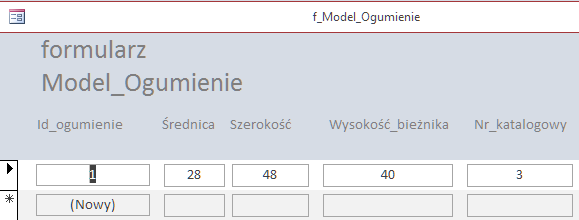 f_Model_Ogumienie
formularz
Model_Ogumienie
Id_ogumienie Średnica Szerokość Wysokość_bieżnika Nr_katalogowy
1 28 48 40 3
(Nowy)